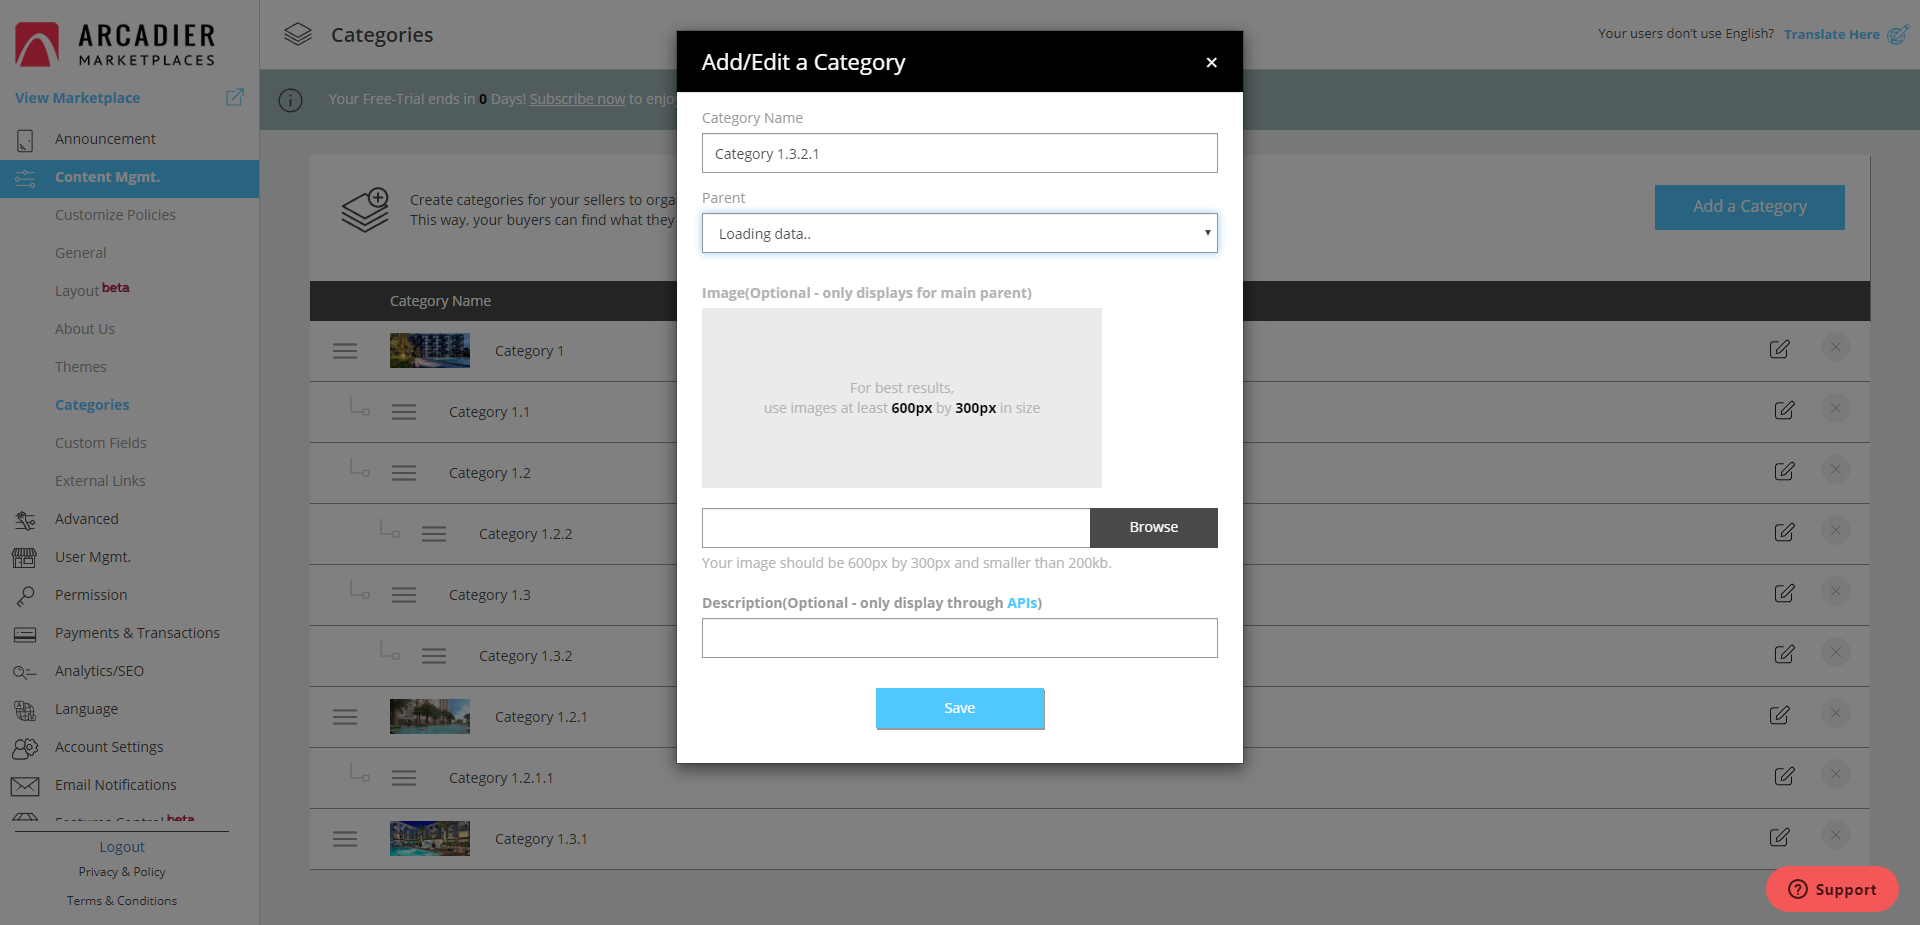 ARCADIER
MARKETPLACES
View Marketplace
Announcement
Content Mgmt.
Customize Policies
General
Layout beta
About Us
Themes
Categories
Custom Fields
External Links
Advanced
User Mgmt.
Permission
Payments & Transactions
Analytics/SEO
Language
Account Settings
Email Notifications
Features Control beta
Logout
Privacy & Policy
Terms & Conditions
Categories
Your users don't use English? Translate Here
Your Free-Trial ends in 0 Days! Subscribe now to enjoy
Create categories for your sellers to orga
This way, your buyers can find what they
Add a Category
Category Name
Category 1
Category 1.1
Category 1.2
Category 1.2.2
Category 1.3
Category 1.3.2
Category 1.2.1
Category 1.2.1.1
Category 1.3.1
Add/Edit a Category
Category Name
Category 1.3.2.1
Parent
Loading data..
Image(Optional - only displays for main parent)
For best results,
use images at least 600px by 300px in size
Browse
Your image should be 600px by 300px and smaller than 200kb.
Description(Optional - only display through APIs)
Save
Support